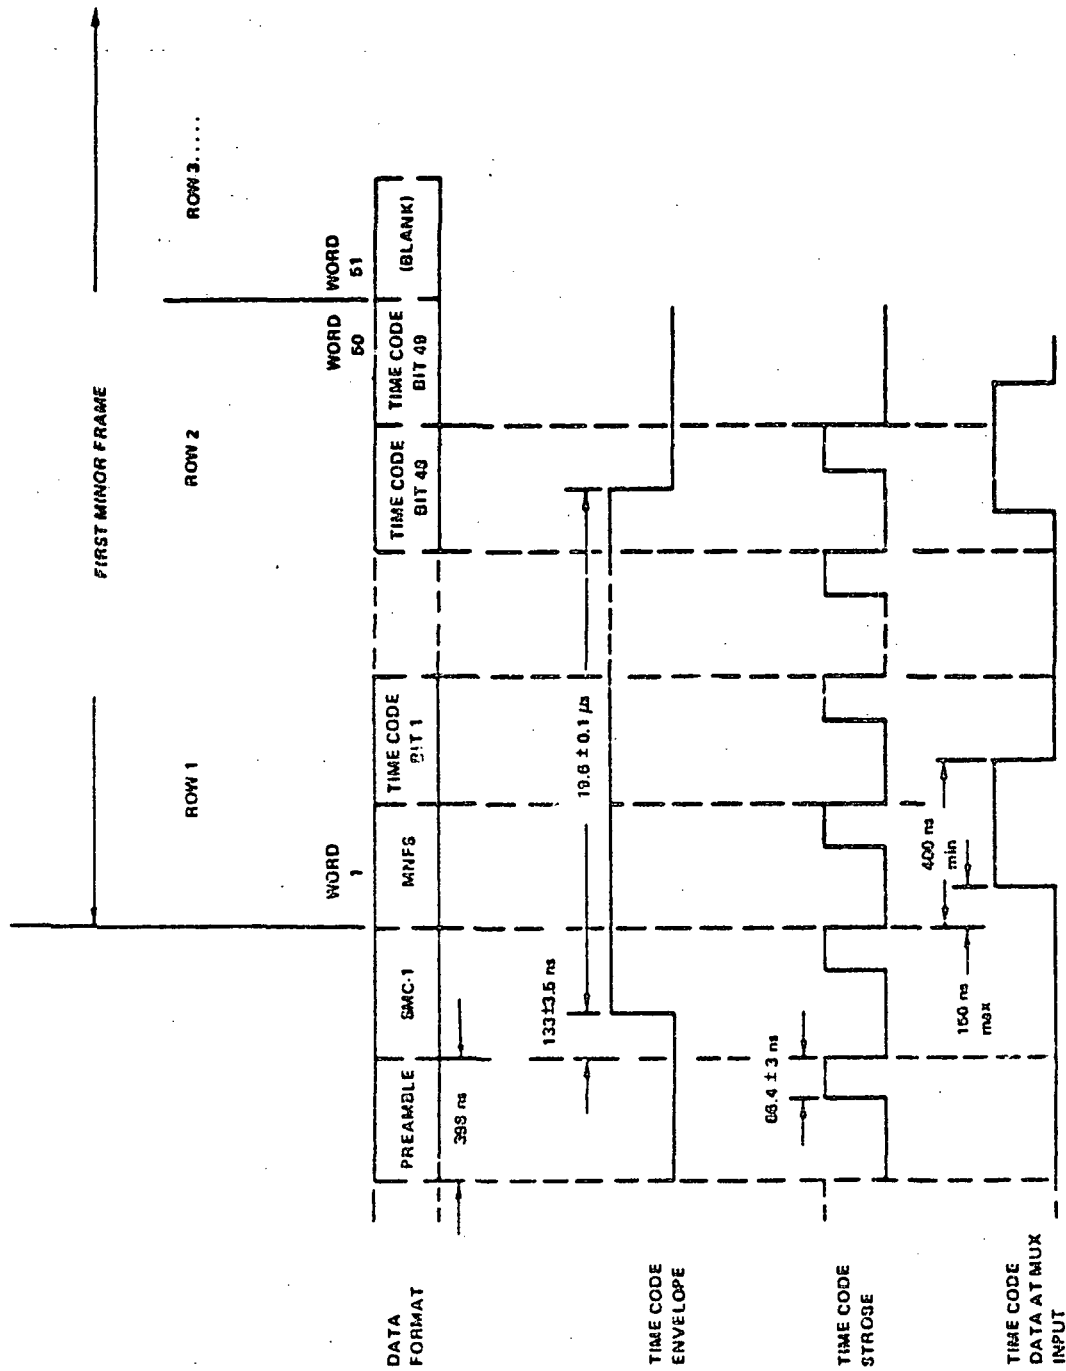 FIRST MINOR FRAME
ROW 1
ROW 2
ROW 3.....
WORD
1
WORD
50
WORD
51
DATA
FORMAT
PREAMBLE
SMC-1
MNFS
TIME CODE
BIT 1
TIME CODE
BIT 48
TIME CODE
BIT 49
(BLANK)
398 ns
TIME CODE
ENVELOPE
133±3.5 ns
19.6 ± 0.1 µs
TIME CODE
STROBE
66.4 ± 3 ns
TIME CODE
DATA AT MUX
INPUT
150 ns
max
400 ns
min